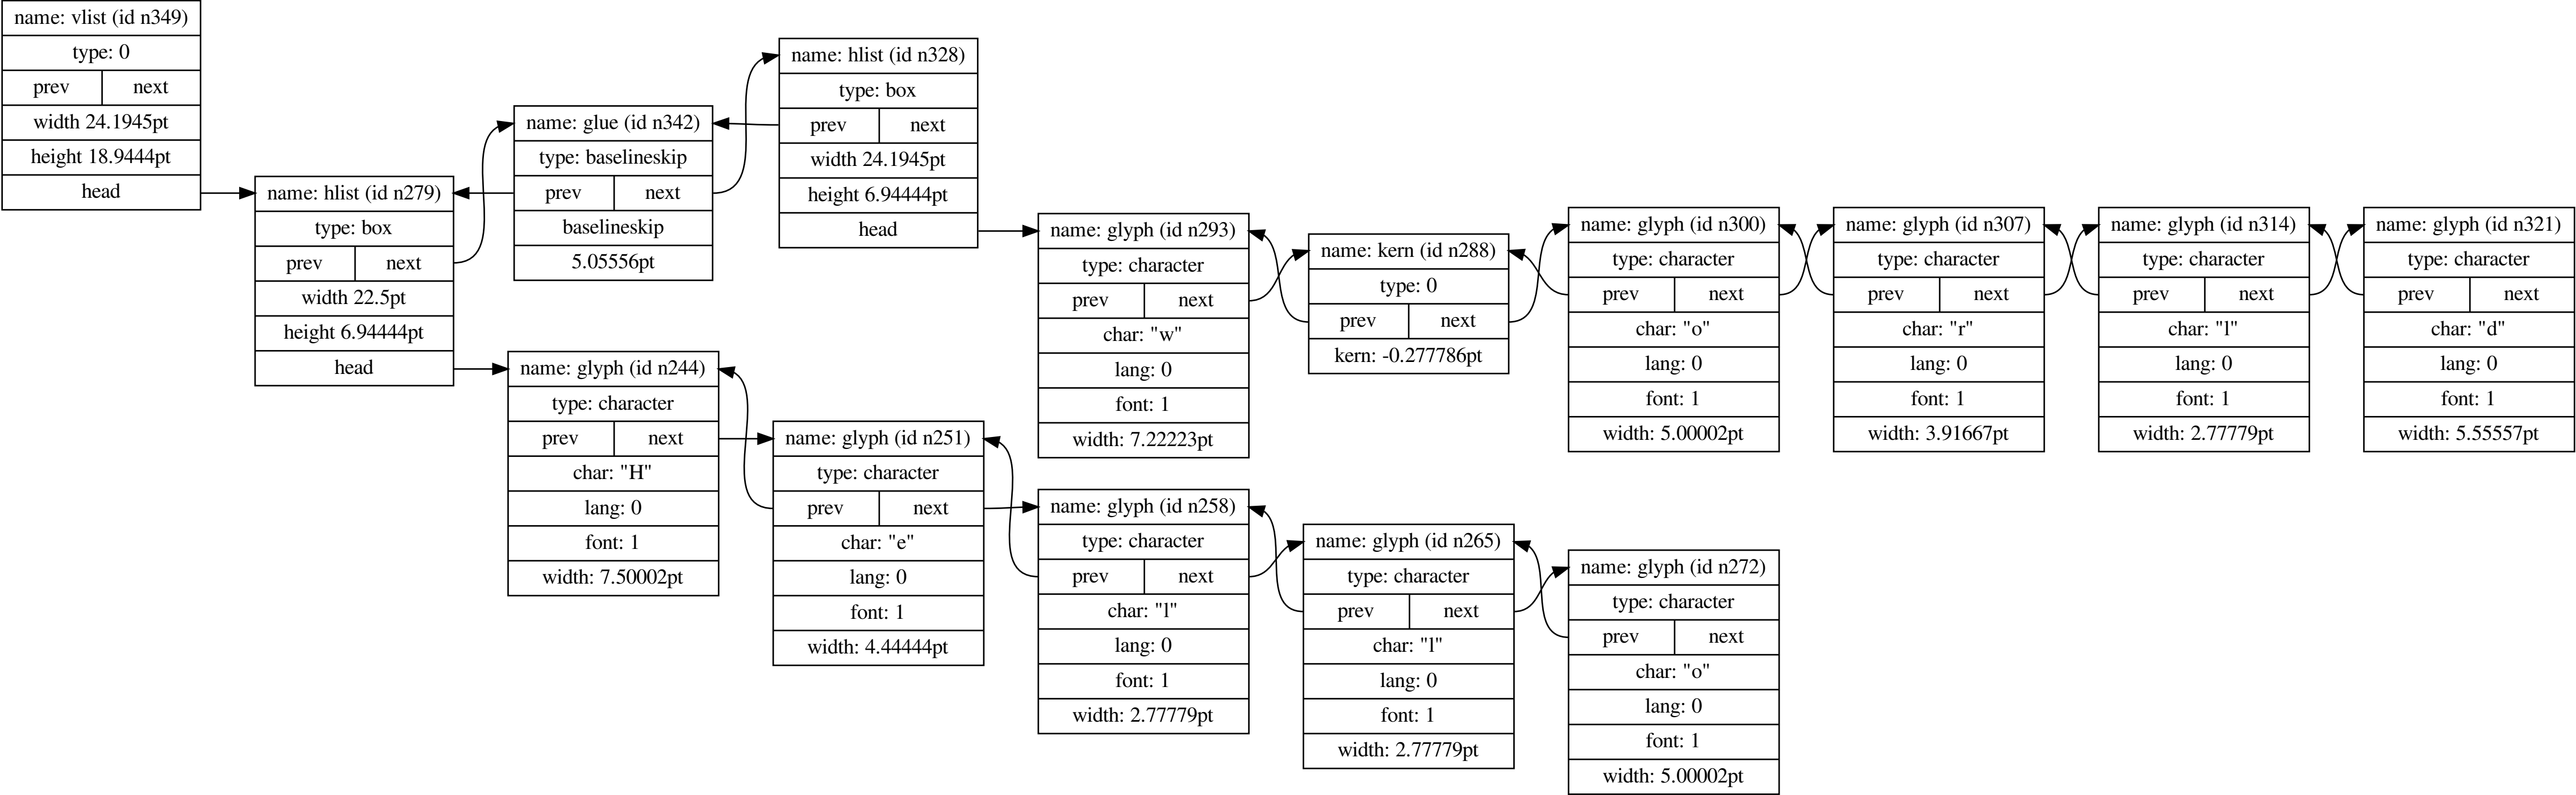 name: vlist (id n349)
type: 0
prev next
width 24.1945pt
height 18.9444pt
head
name: hlist (id n279)
type: box
prev next
width 22.5pt
height 6.94444pt
head
name: glue (id n342)
type: baselineskip
prev next
baselineskip
5.05556pt
name: hlist (id n328)
type: box
prev next
width 24.1945pt
height 6.94444pt
head
name: glyph (id n293)
type: character
prev next
char: "w"
lang: 0
font: 1
width: 7.22223pt
name: kern (id n288)
type: 0
prev next
kern: -0.277786pt
name: glyph (id n300)
type: character
prev next
char: "o"
lang: 0
font: 1
width: 5.00002pt
name: glyph (id n307)
type: character
prev next
char: "r"
lang: 0
font: 1
width: 3.91667pt
name: glyph (id n314)
type: character
prev next
char: "l"
lang: 0
font: 1
width: 2.77779pt
name: glyph (id n321)
type: character
prev next
char: "d"
lang: 0
font: 1
width: 5.55557pt
name: glyph (id n244)
type: character
prev next
char: "H"
lang: 0
font: 1
width: 7.50002pt
name: glyph (id n251)
type: character
prev next
char: "e"
lang: 0
font: 1
width: 4.44444pt
name: glyph (id n258)
type: character
prev next
char: "l"
lang: 0
font: 1
width: 2.77779pt
name: glyph (id n265)
type: character
prev next
char: "l"
lang: 0
font: 1
width: 2.77779pt
name: glyph (id n272)
type: character
prev next
char: "o"
lang: 0
font: 1
width: 5.00002pt